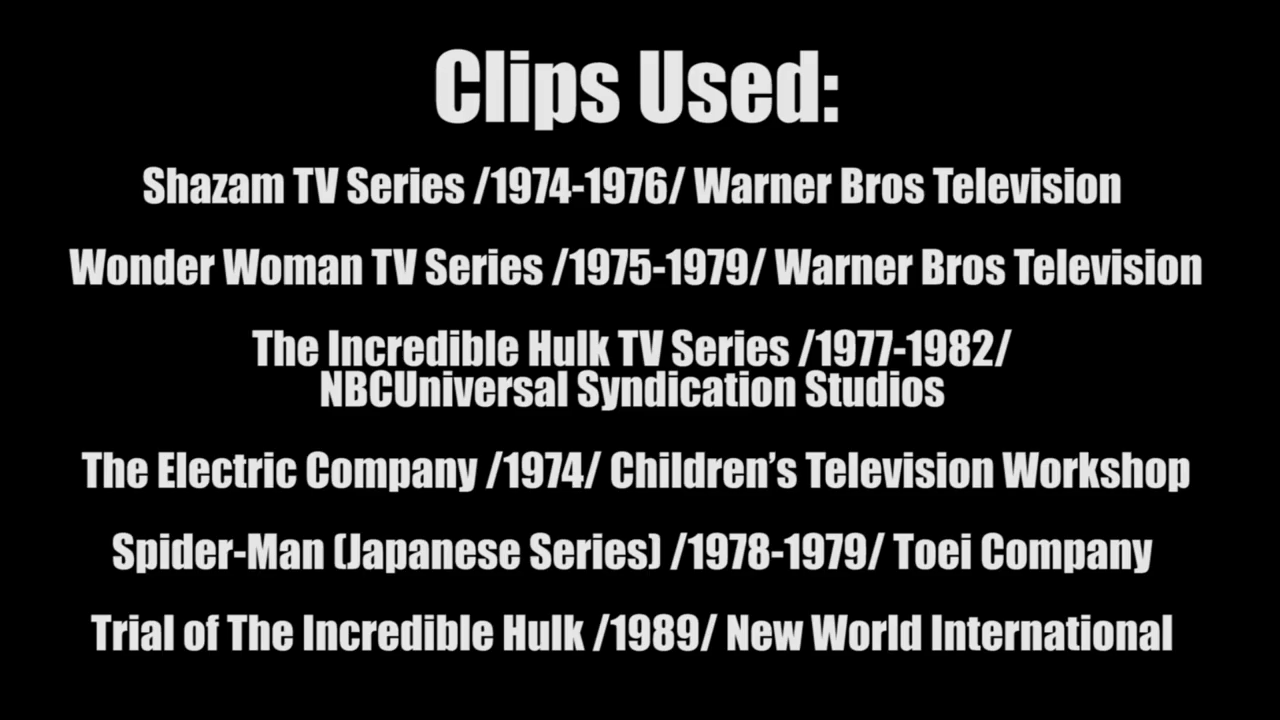 Clips Used:
Shazam TV Series /1974-1976/ Warner Bros Television
Wonder Woman TV Series /1975-1979/ Warner Bros Television
The Incredible Hulk TV Series /1977-1982/
NBCUniversal Syndication Studios
The Electric Company /1974/ Children’s Television Workshop
Spider-Man (Japanese Series) /1978-1979/ Toei Company
Trial of The Incredible Hulk /1989/ New World International